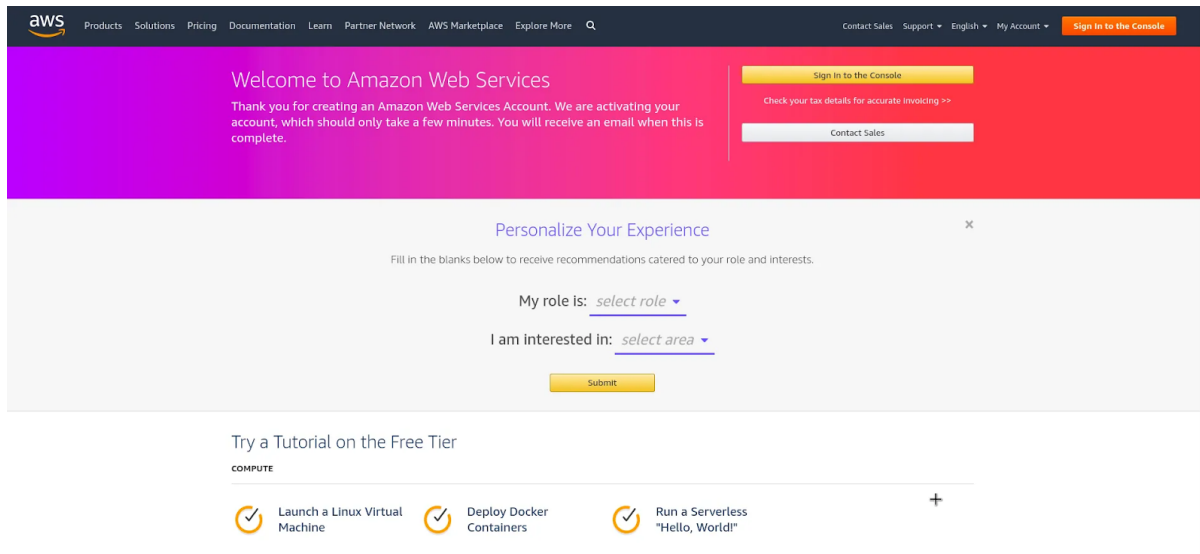 aws Products Solutions Pricing Documentation Learn Partner Network AWS Marketplace Explore More Contact Sales Support English My Account Sign In to the Console
Welcome to Amazon Web Services
Thank you for creating an Amazon Web Services Account. We are activating your
account, which should only take a few minutes. You will receive an email when this is
complete.
Sign In to the Console
Check your tax details for accurate invoicing >>
Contact Sales
Personalize Your Experience
Fill in the blanks below to receive recommendations catered to your role and interests.
My role is: select role
I am interested in: select area
Submit
Try a Tutorial on the Free Tier
COMPUTE
Launch a Linux Virtual
Machine
Deploy Docker
Containers
Run a Serverless
"Hello, World!"